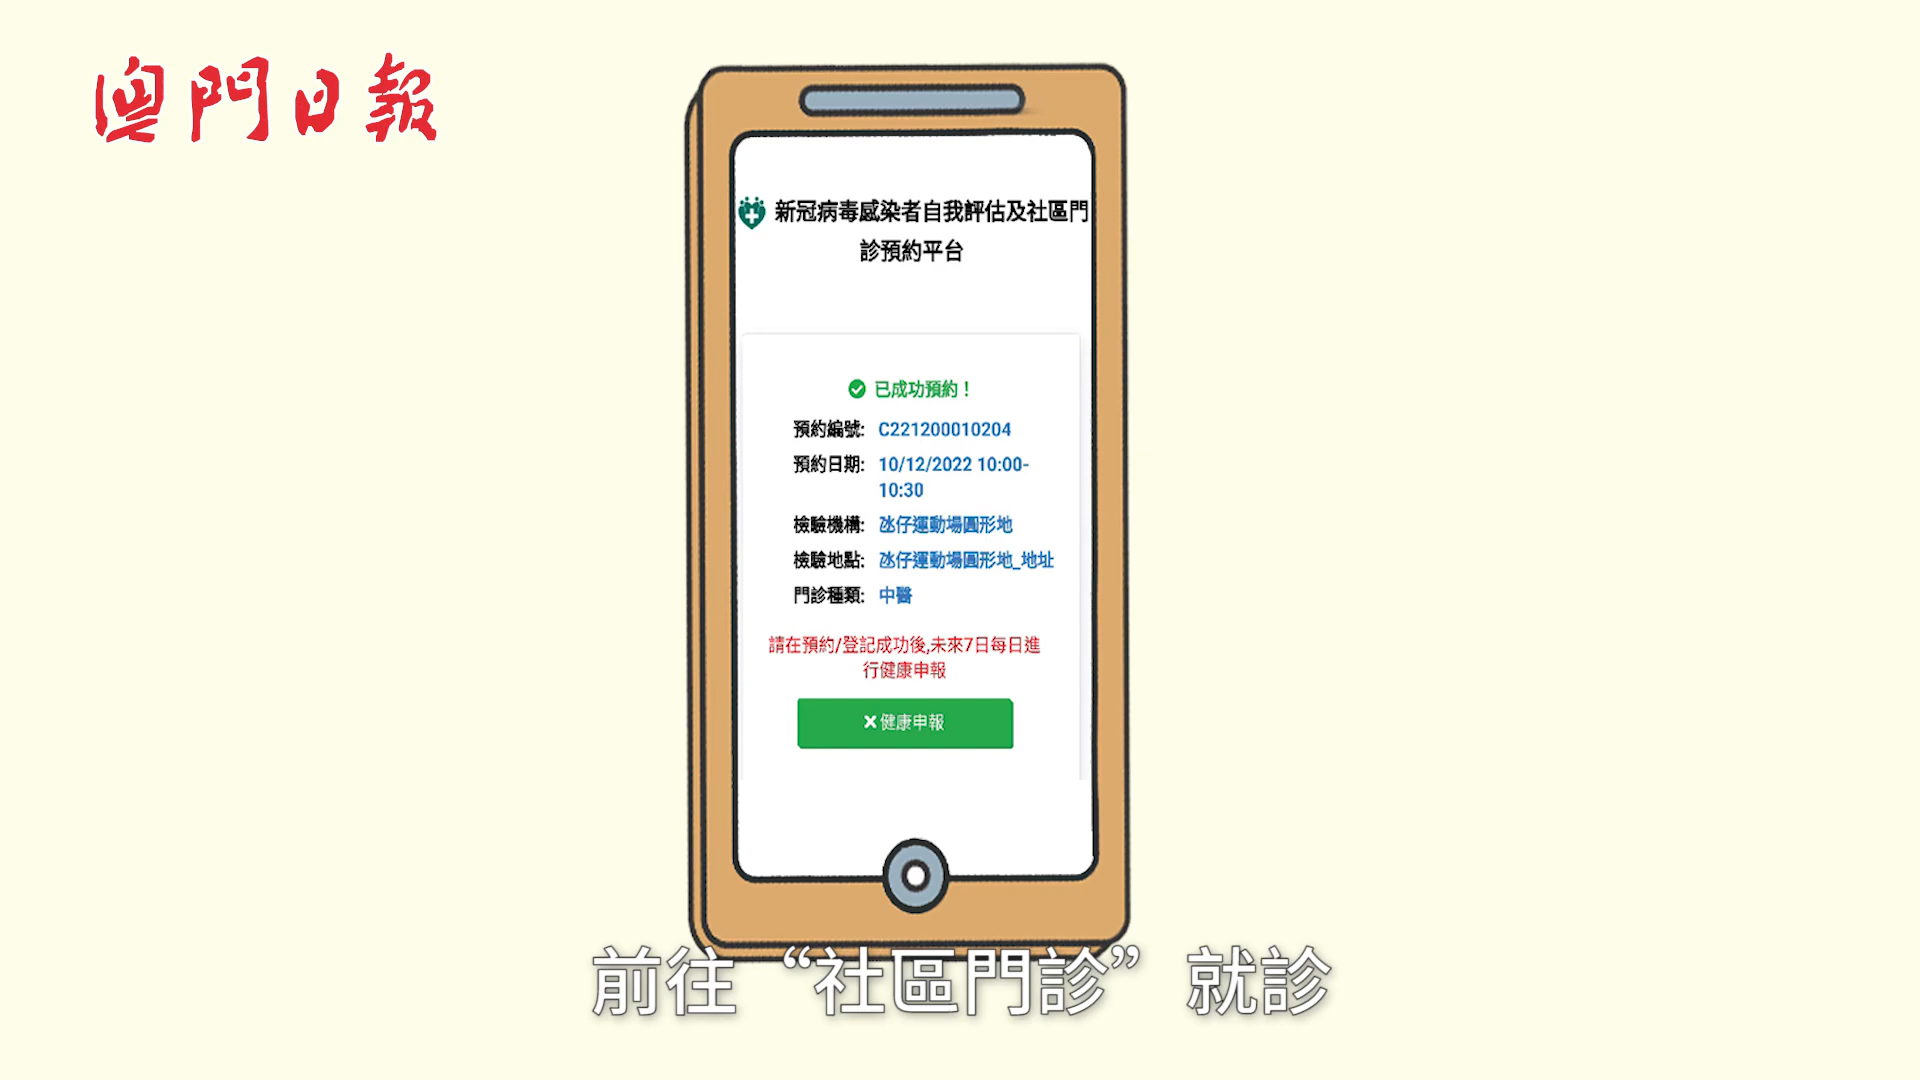 澳門日報
新冠病毒感染者自我評估及社區門
診預約平台
已成功預約！
預約編號: C221200010204
預約日期: 10/12/2022 10:00-
10:30
檢驗機構: 氹仔運動場圓形地
檢驗地點: 氹仔運動場圓形地_地址
門診種類: 中醫
請在預約/登記成功後,未來7日每日進
行健康申報
健康申報
前往“社區門診”就診